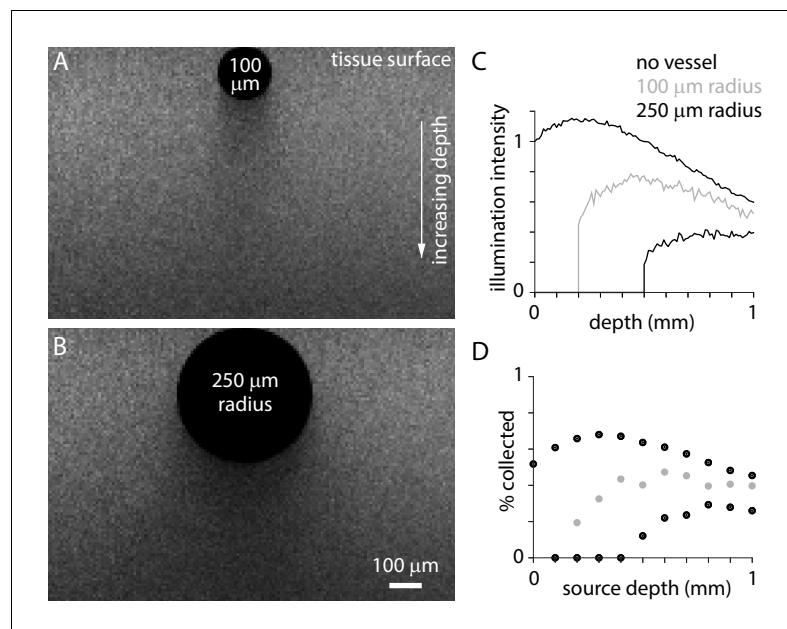 A
100
μm
tissue surface
increasing depth
B
250 μm
radius
100 μm
C
no vessel
100 μm radius
250 μm radius
illumination intensity
1
0
0
1
depth (mm)
D
% collected
1
0
0
1
source depth (mm)